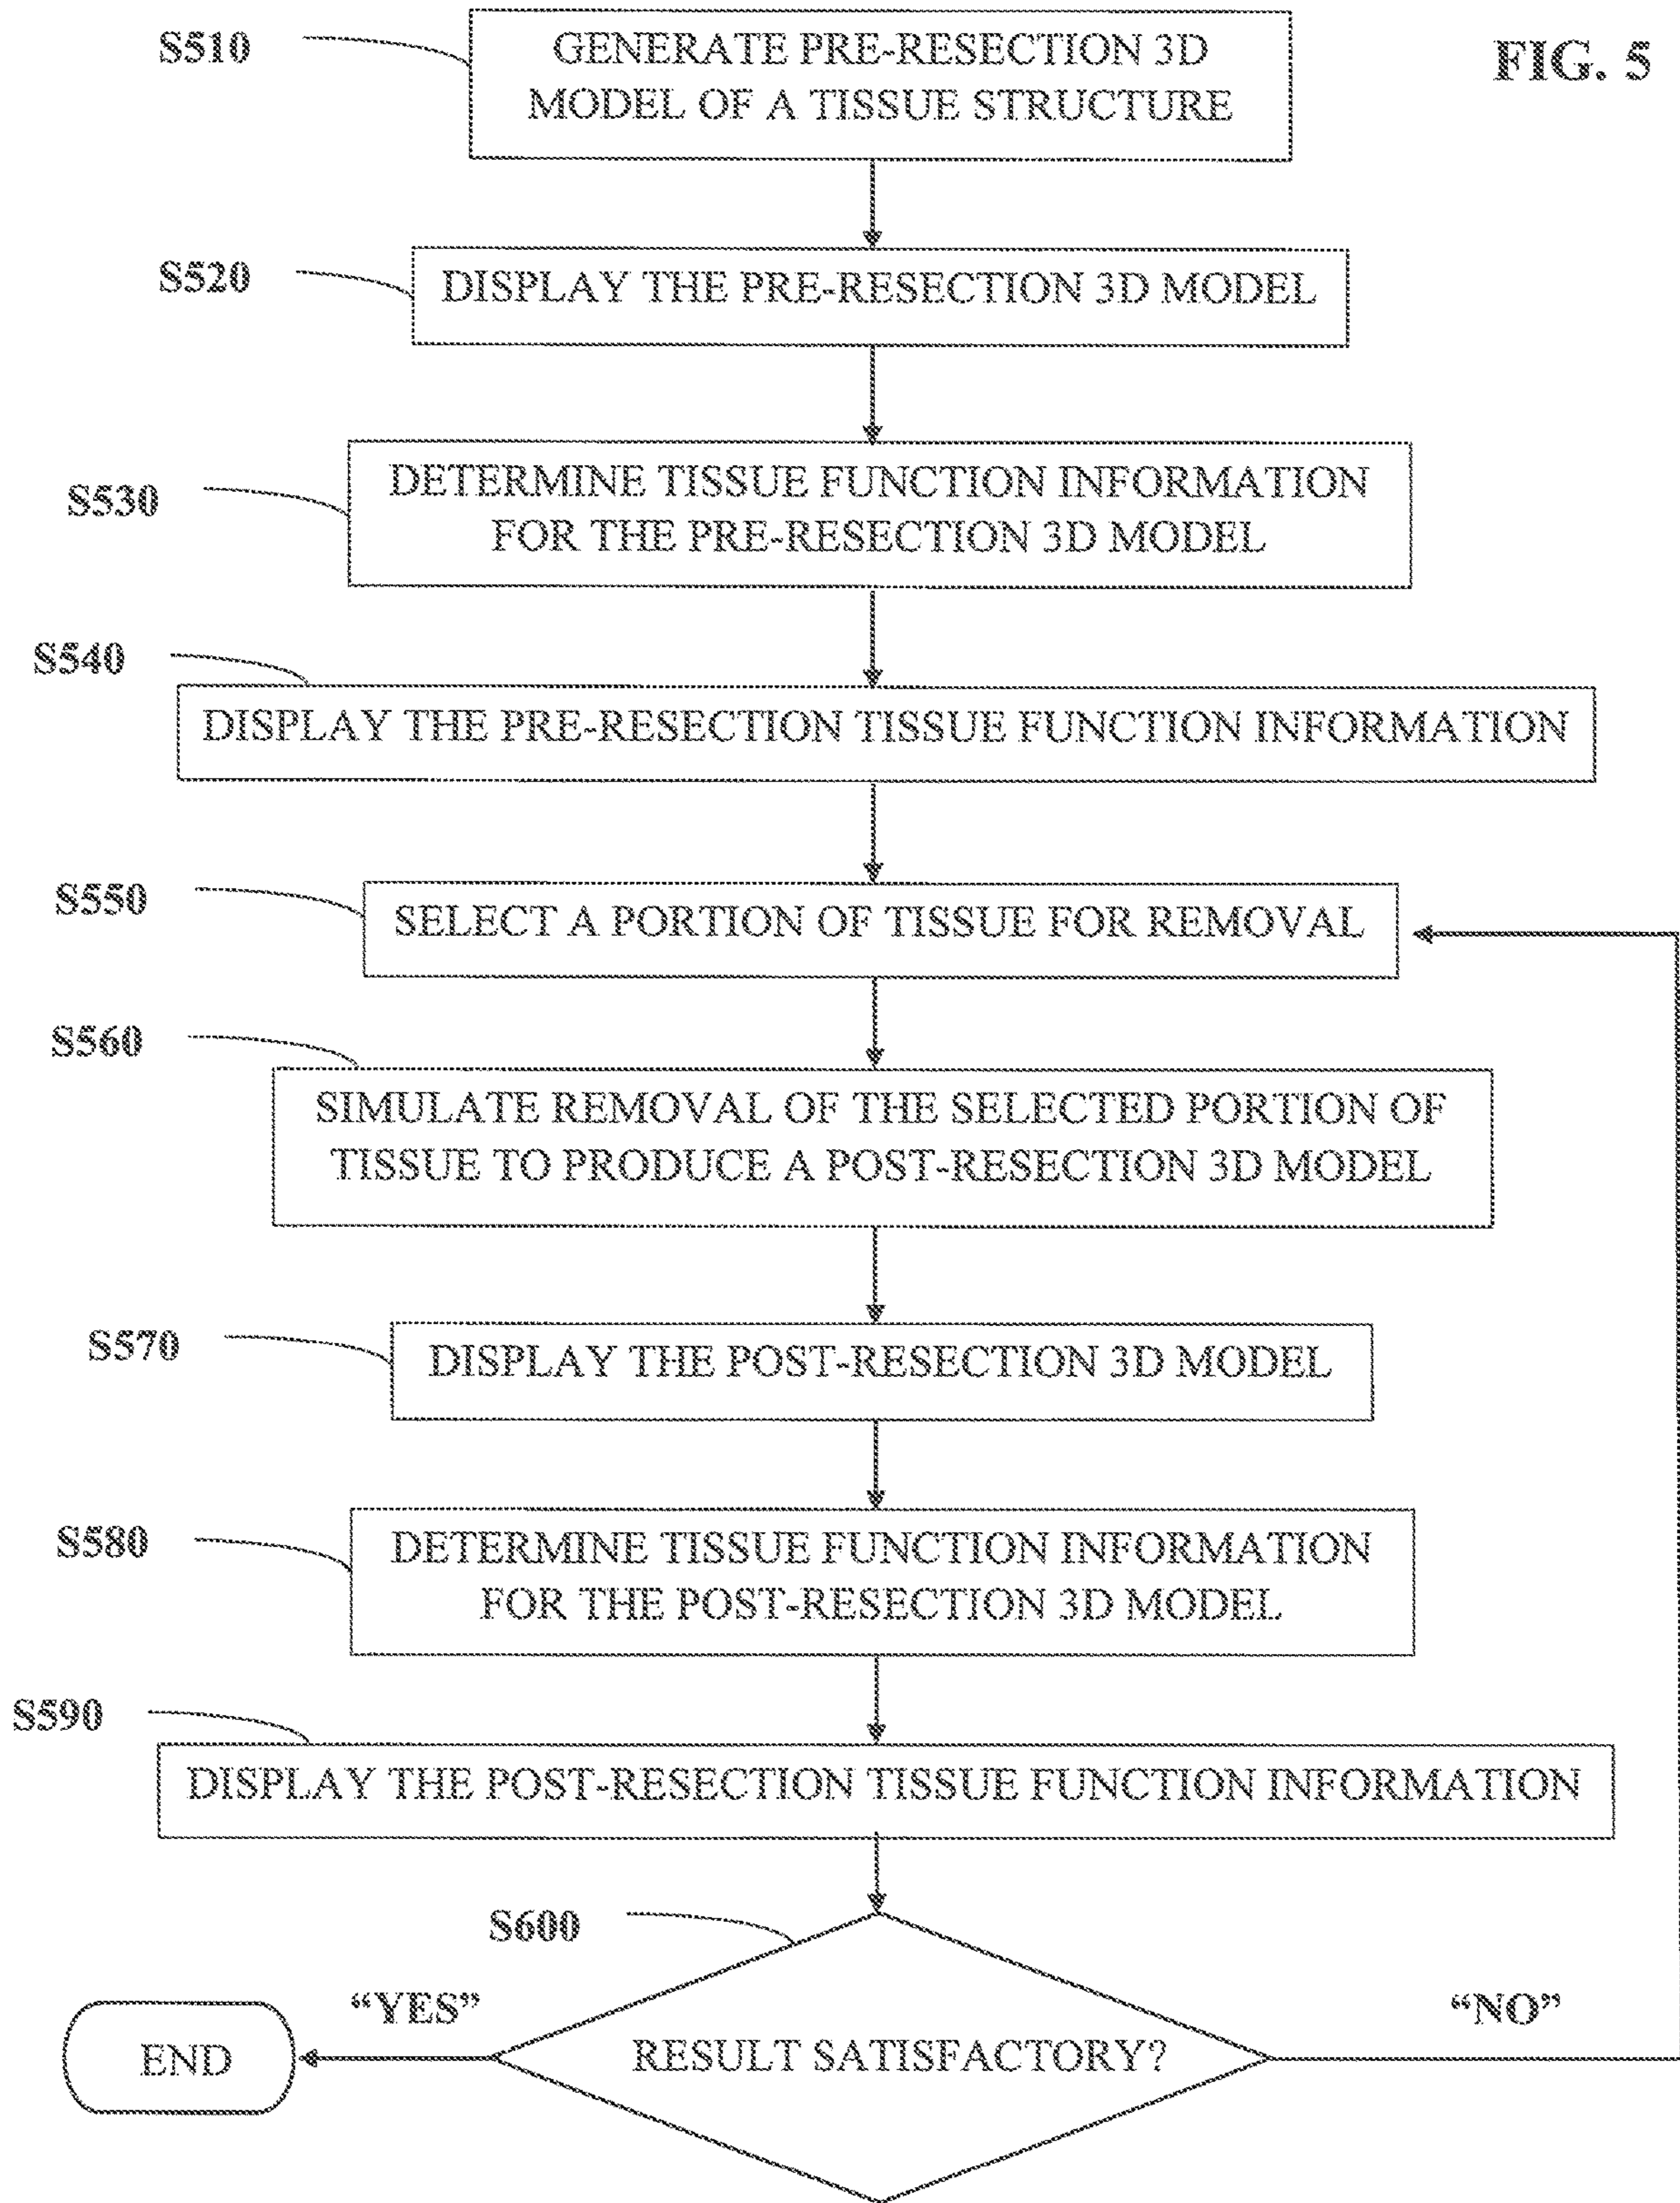 FIG. 5
S510
GENERATE PRE-RESECTION 3D
MODEL OF A TISSUE STRUCTURE
S520
DISPLAY THE PRE-RESECTION 3D MODEL
S530
DETERMINE TISSUE FUNCTION INFORMATION
FOR THE PRE-RESECTION 3D MODEL
S540
DISPLAY THE PRE-RESECTION TISSUE FUNCTION INFORMATION
S550
SELECT A PORTION OF TISSUE FOR REMOVAL
S560
SIMULATE REMOVAL OF THE SELECTED PORTION OF
TISSUE TO PRODUCE A POST-RESECTION 3D MODEL
S570
DISPLAY THE POST-RESECTION 3D MODEL
S580
DETERMINE TISSUE FUNCTION INFORMATION
FOR THE POST-RESECTION 3D MODEL
S590
DISPLAY THE POST-RESECTION TISSUE FUNCTION INFORMATION
S600
RESULT SATISFACTORY?
“YES”
END
“NO”